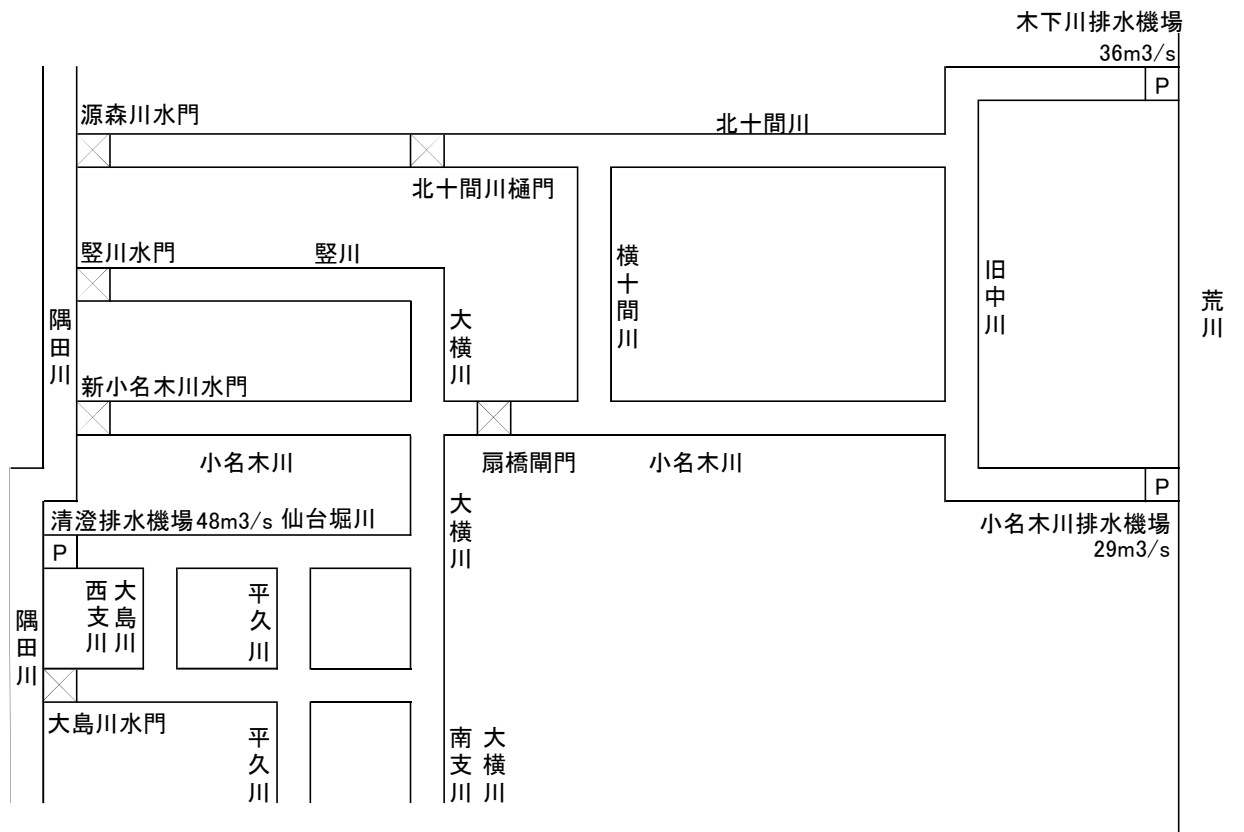 木下川排水機場
36m3/s
P
源森川水門
北十間川
北十間川樋門
竪川水門
竪川
横十間川
旧中川
荒川
隅田川
大横川
新小名木川水門
小名木川
扇橋閘門
小名木川
大横川
P
清澄排水機場48m3/s
仙台堀川
小名木川排水機場
29m3/s
P
大島川
西支川
平久川
隅田川
大島川水門
平久川
大横川
南支川